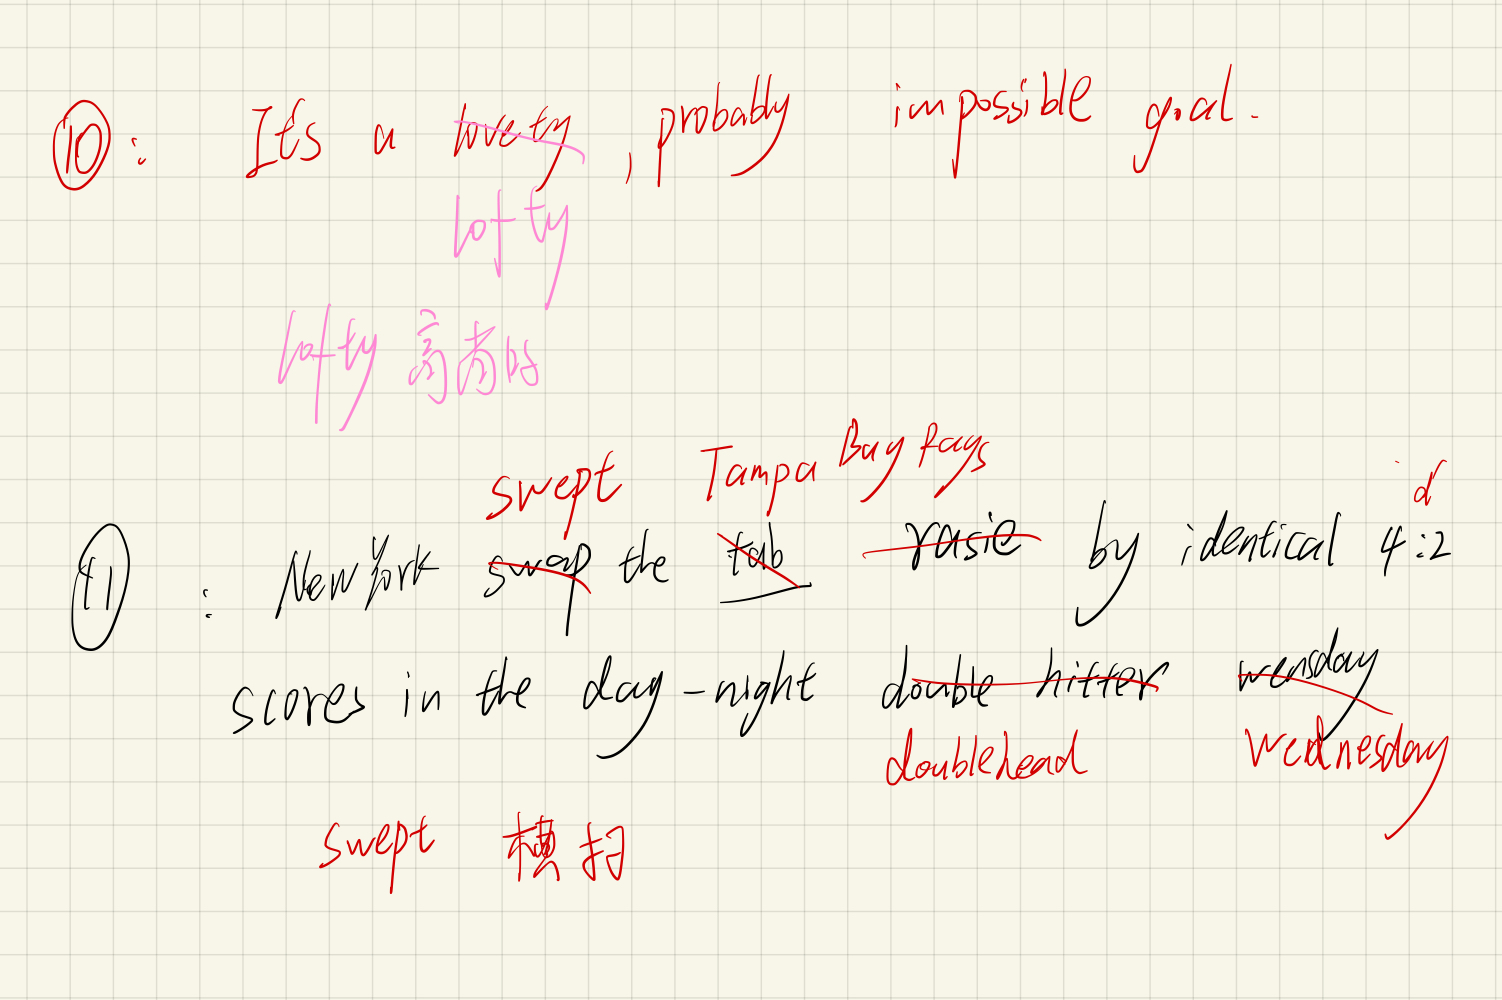 10: It's a lovety, probably impossible goal.
lofty
lofty 高尚的
swept Tampa Bay Rays d
11: New York swap the tab rasie by identical 4:2
scores in the day-night double hitter wensday
doublehead wednesday
swept 横扫